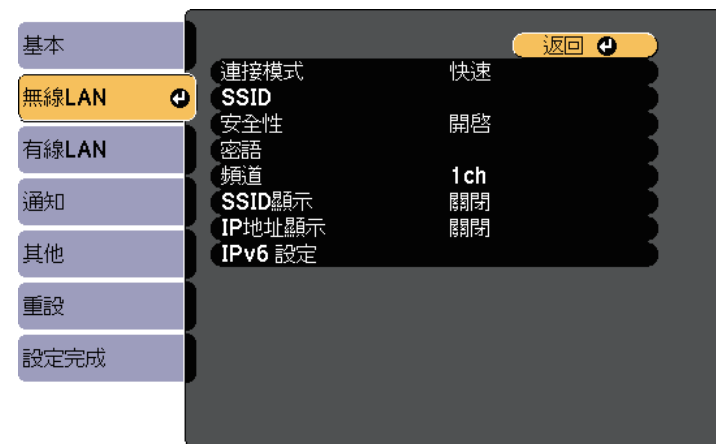 基本
無線LAN
有線LAN
通知
其他
重設
設定完成
返回
連接模式 快速
SSID
安全性 開啓
密語
頻道 1ch
SSID顯示 關閉
IP地址顯示 關閉
IPv6 設定